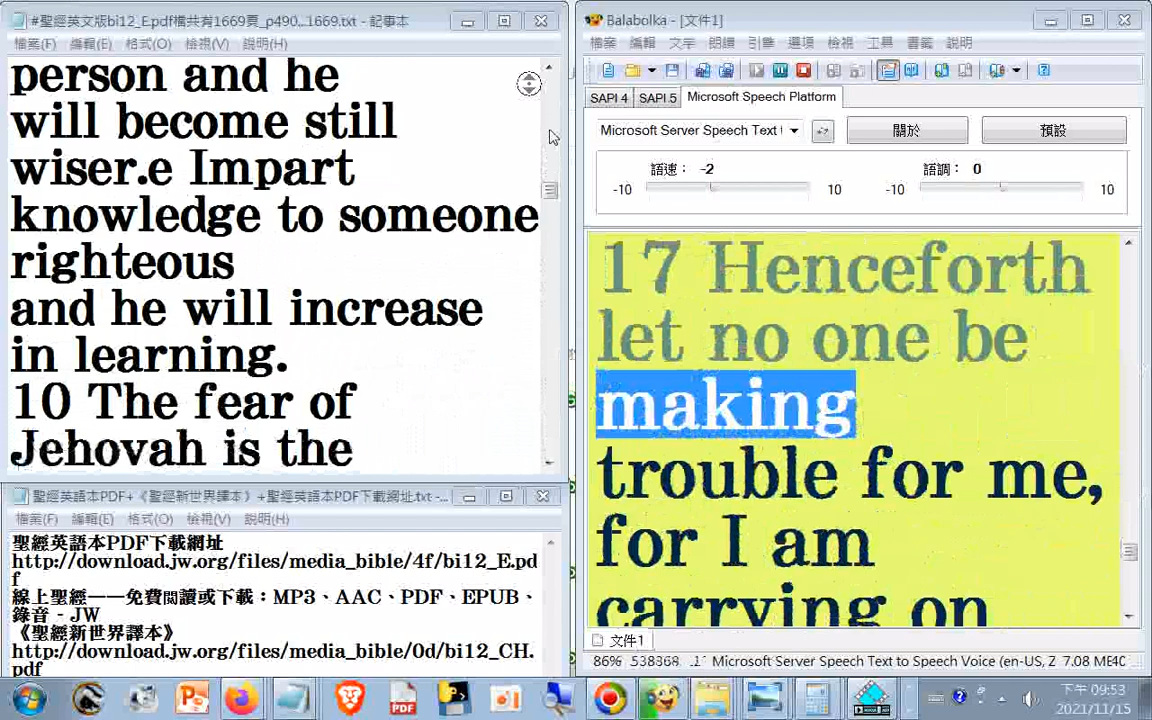 #聖經英文版bi12_E.pdf檔共有1669頁_p490,..1669.txt - 記事本
檔案(F) 編輯(E) 格式(O) 檢視(V) 說明(H)
person and he
will become still
wiser.e Impart
knowledge to someone
righteous
and he will increase
in learning.
10 The fear of
Jehovah is the
聖經英語本PDF+《聖經新世界譯本》+聖經英語本PDF下載網址.txt -...
檔案(F) 編輯(E) 格式(O) 檢視(V) 說明(H)
聖經英語本PDF下載網址
http://download.jw.org/files/media_bible/4f/bi12_E.pd
f
線上聖經——免費閱讀或下載：MP3、AAC、PDF、EPUB、
錄音 - JW
《聖經新世界譯本》
http://download.jw.org/files/media_bible/0d/bi12_CH.
pdf
Balabolka - [文件1]
檔案 編輯 文字 朗讀 引擎 選項 檢視 工具 書籤 說明
SAPI 4 SAPI 5 Microsoft Speech Platform
Microsoft Server Speech Text 關於 預設
語速： -2 語調： 0
-10 10 -10 10
17 Henceforth
let no one be
making
trouble for me,
for I am
carrying on
文件1
86% 538368 Microsoft Server Speech Text to Speech Voice (en-US, Z 7.08 ME40
PDF
下午 09:53
2021/11/15